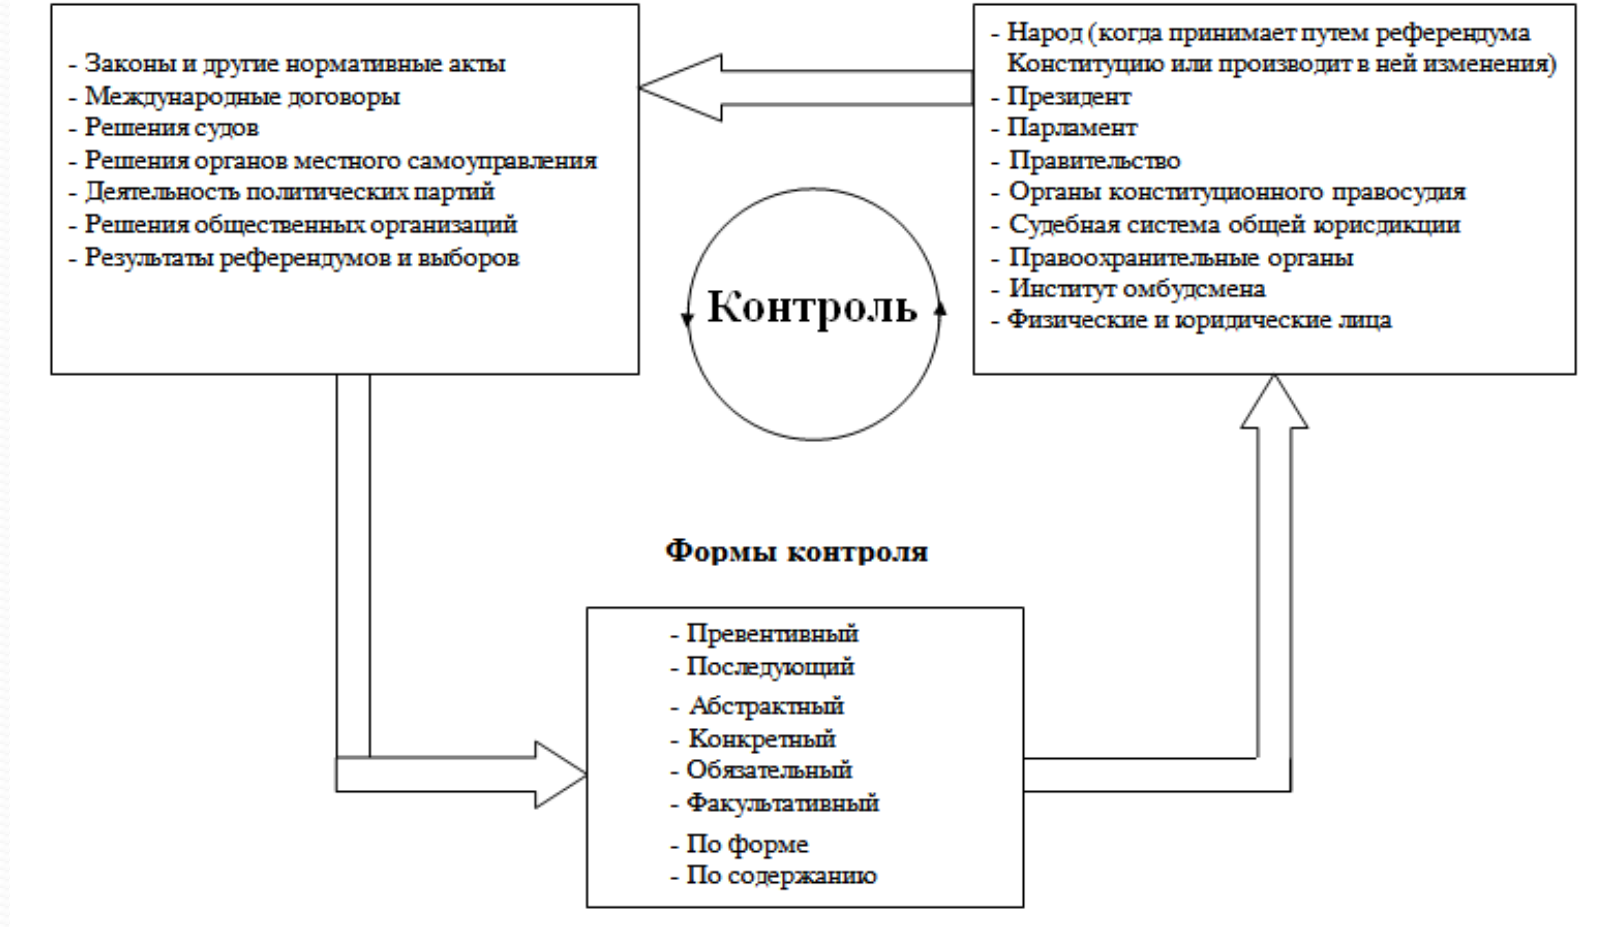 - Законы и другие нормативные акты
- Международные договоры
- Решения судов
- Решения органов местного самоуправления
- Деятельность политических партий
- Решения общественных организаций
- Результаты референдумов и выборов
- Народ (когда принимает путем референдума
Конституцию или производит в ней изменения)
- Президент
- Парламент
- Правительство
- Органы конституционного правосудия
- Судебная система общей юрисдикции
- Правоохранительные органы
- Институт омбудсмена
- Физические и юридические лица
Контроль
Формы контроля
- Превентивный
- Последующий
- Абстрактный
- Конкретный
- Обязательный
- Факультативный
- По форме
- По содержанию